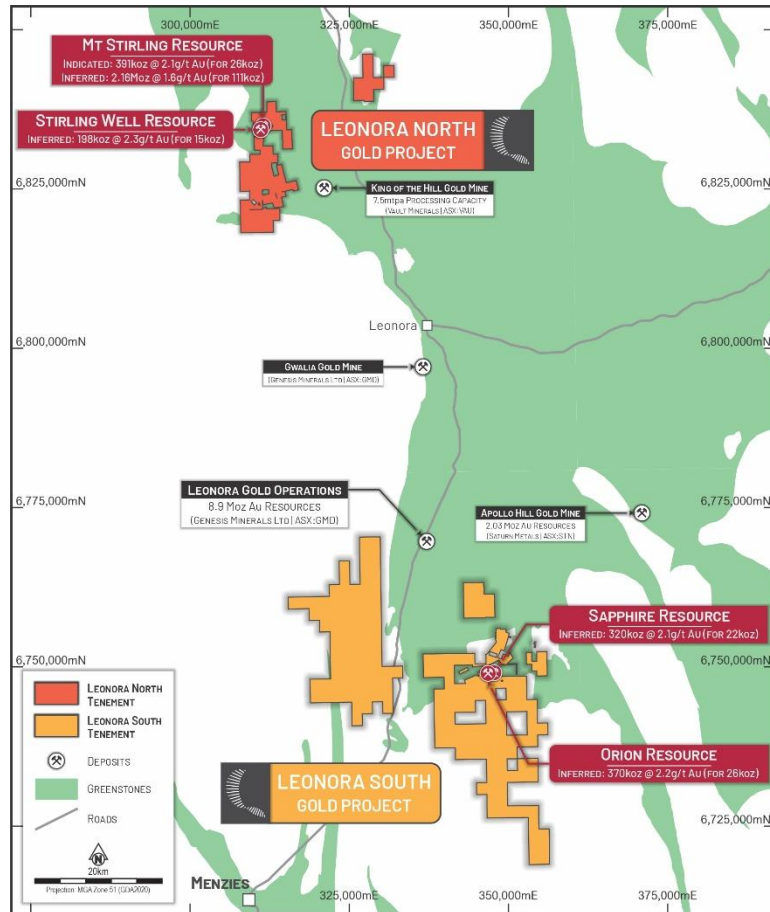 300,000mE
325,000mE
350,000mE
375,000mE
Mt Stirling Resource
Indicated: 391koz @ 2.1g/t Au (for 26koz)
Inferred: 2.16Moz @ 1.6g/t Au (for 111koz)
Stirling Well Resource
Inferred: 198koz @ 2.3g/t Au (for 15koz)
LEONORA NORTH
GOLD PROJECT
6,825,000mN
6,825,000mN
King of the Hill Gold Mine
7.5mtpa Processing Capacity
(Vault Minerals | ASX:VAU)
Leonora
6,800,000mN
6,800,000mN
Gwalia Gold Mine
(Genesis Minerals Ltd | ASX:GMD)
6,775,000mN
6,775,000mN
Leonora Gold Operations
8.9 Moz Au Resources
(Genesis Minerals Ltd | ASX:GMD)
Apollo Hill Gold Mine
2.03 Moz Au Resources
(Saturn Metals | ASX:STN)
Sapphire Resource
Inferred: 320koz @ 2.1g/t Au (for 22koz)
6,750,000mN
6,750,000mN
Orion Resource
Inferred: 370koz @ 2.2g/t Au (for 26koz)
Leonora North
Tenement
Leonora South
Tenement
Deposits
Greenstones
Roads
N
20km
Projection: MGA Zone 51 (GDA2020)
LEONORA SOUTH
GOLD PROJECT
6,725,000mN
Menzies
325,000mE
350,000mE
375,000mE